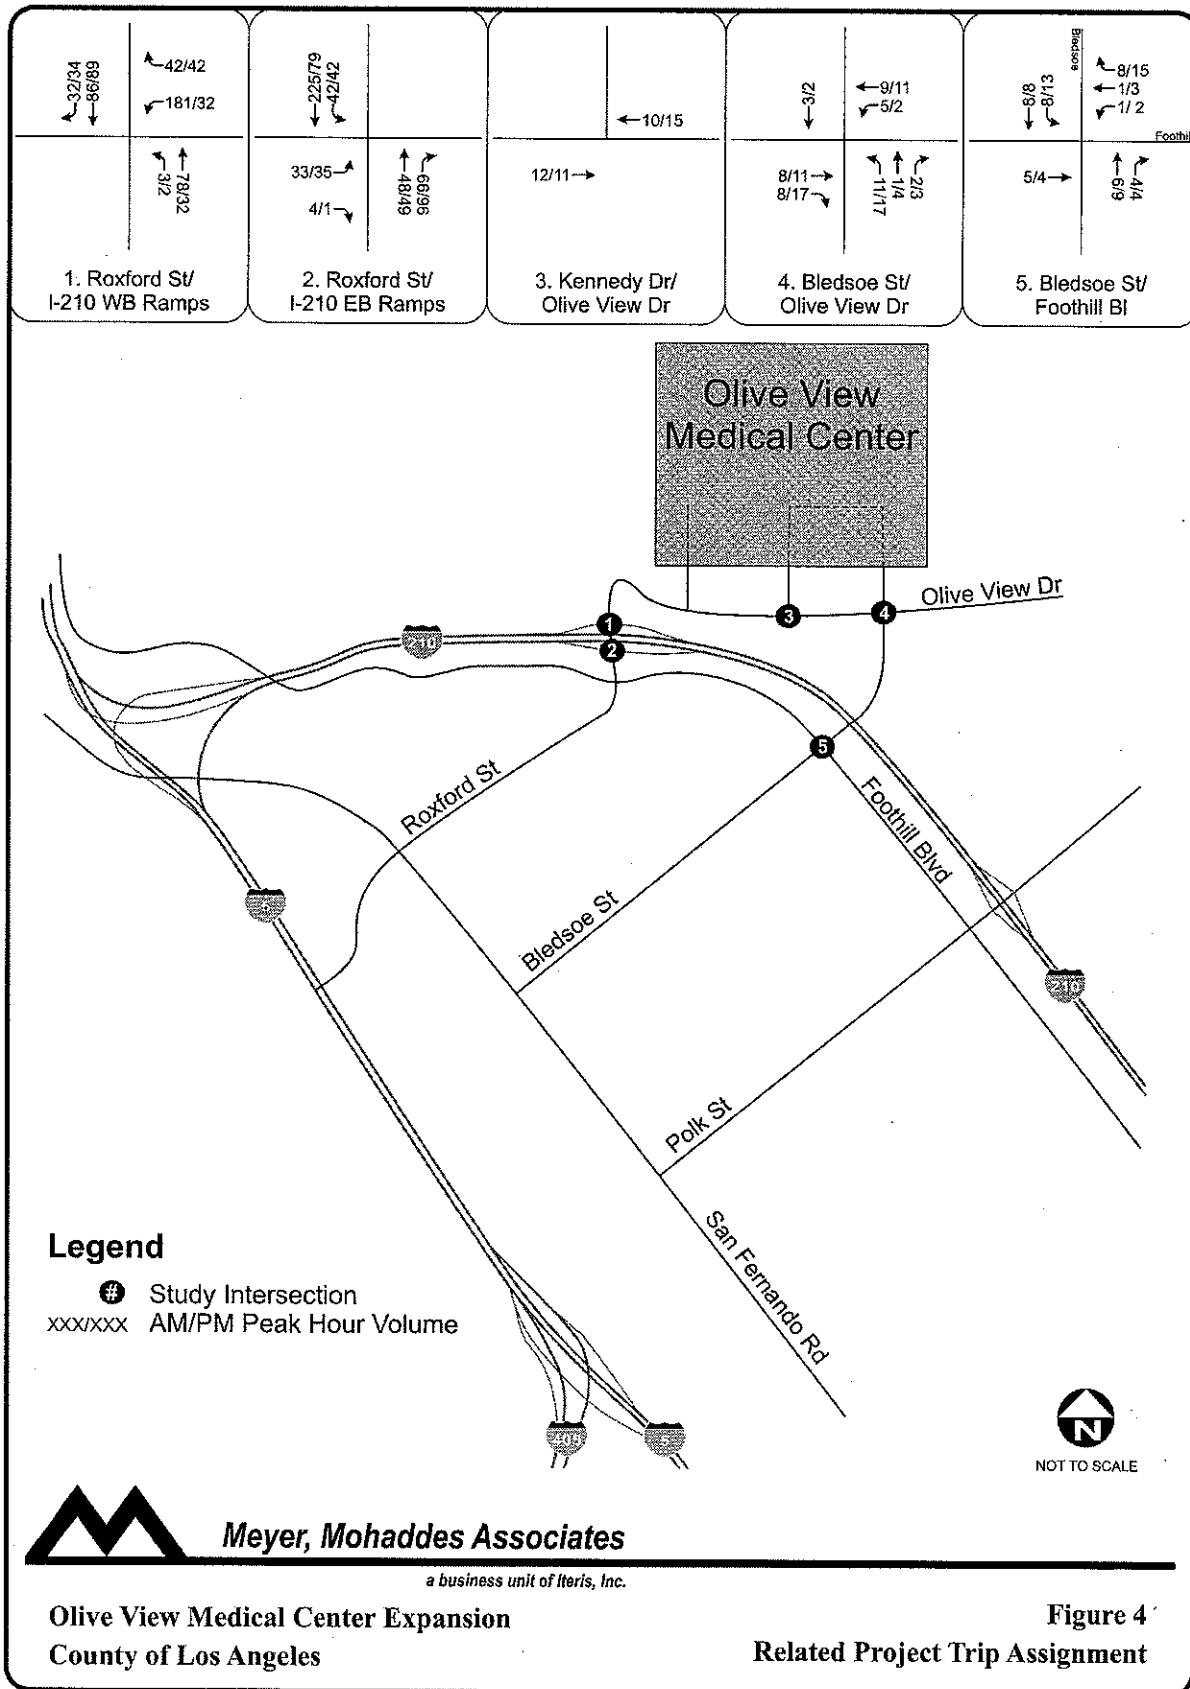 32/34
86/89
42/42
181/32
3/2
78/32
1. Roxford St/
I-210 WB Ramps
225/79
42/42
33/35
4/1
48/49
66/96
2. Roxford St/
I-210 EB Ramps
10/15
12/11
3. Kennedy Dr/
Olive View Dr
3/2
9/11
5/2
8/11
8/17
11/17
1/4
2/3
4. Bledsoe St/
Olive View Dr
Bledsoe
8/8
8/13
8/15
1/3
1/ 2
Foothill
5/4
6/9
4/4
5. Bledsoe St/
Foothill Bl
Olive View
Medical Center
Olive View Dr
1
2
3
4
5
210
Roxford St
Foothill Blvd
5
Bledsoe St
210
Polk St
San Fernando Rd
Legend
# Study Intersection
XXX/XXX AM/PM Peak Hour Volume
405
5
N
NOT TO SCALE
Meyer, Mohaddes Associates
a business unit of Iteris, Inc.
Olive View Medical Center Expansion
County of Los Angeles
Figure 4
Related Project Trip Assignment